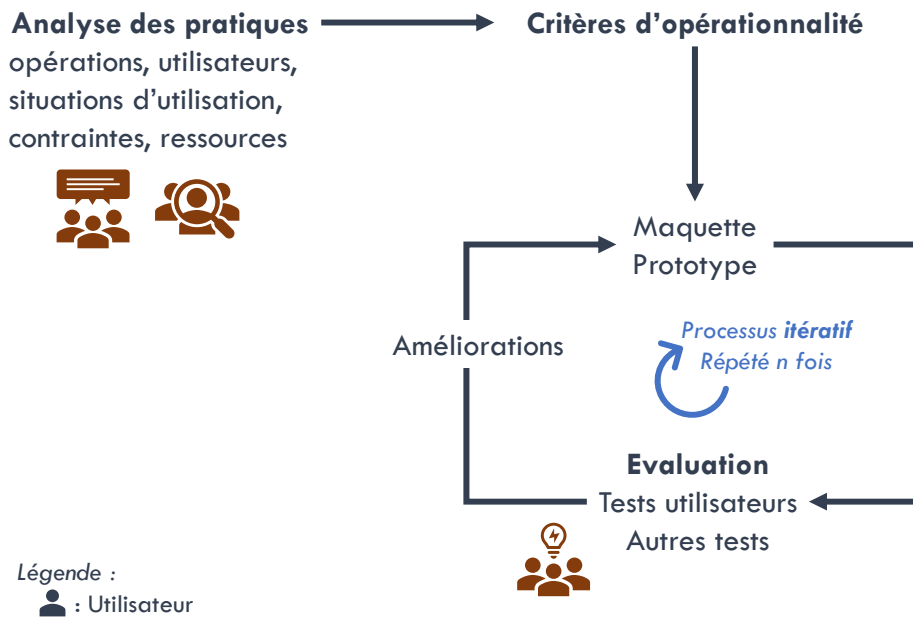 Analyse des pratiques
opérations, utilisateurs,
situations d’utilisation,
contraintes, ressources
Critères d’opérationnalité
Maquette
Prototype
Améliorations
Processus itératif
Répété n fois
Evaluation
Tests utilisateurs
Autres tests
Légende :
: Utilisateur